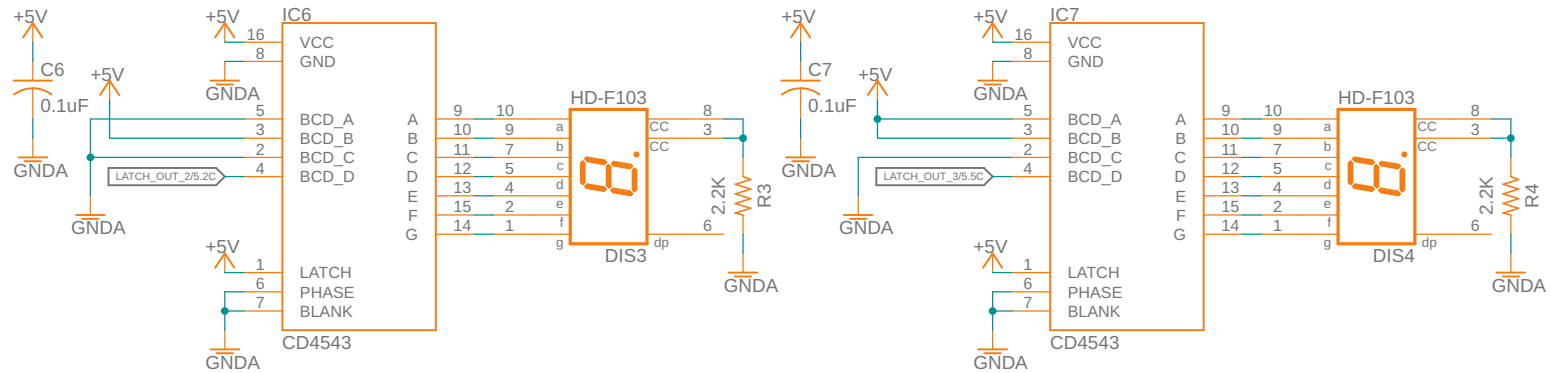 +5V
C6
0.1uF
GNDA
+5V
GNDA
LATCH_OUT_2/5.2C
+5V
GNDA
+5V
GNDA
IC6
16 VCC
8 GND
5 BCD_A
3 BCD_B
2 BCD_C
4 BCD_D
1 LATCH
6 PHASE
7 BLANK
A 9 10 a
B 10 9 b
C 11 7 c
D 12 5 d
E 13 4 e
F 15 2 f
G 14 1 g
CD4543
HD-F103
CC 8
CC 3
dp 6
DIS3
2.2K
R3
GNDA
+5V
C7
0.1uF
GNDA
+5V
GNDA
LATCH_OUT_3/5.5C
+5V
GNDA
+5V
GNDA
IC7
16 VCC
8 GND
5 BCD_A
3 BCD_B
2 BCD_C
4 BCD_D
1 LATCH
6 PHASE
7 BLANK
A 9 10 a
B 10 9 b
C 11 7 c
D 12 5 d
E 13 4 e
F 15 2 f
G 14 1 g
CD4543
HD-F103
CC 8
CC 3
dp 6
DIS4
2.2K
R4
GNDA